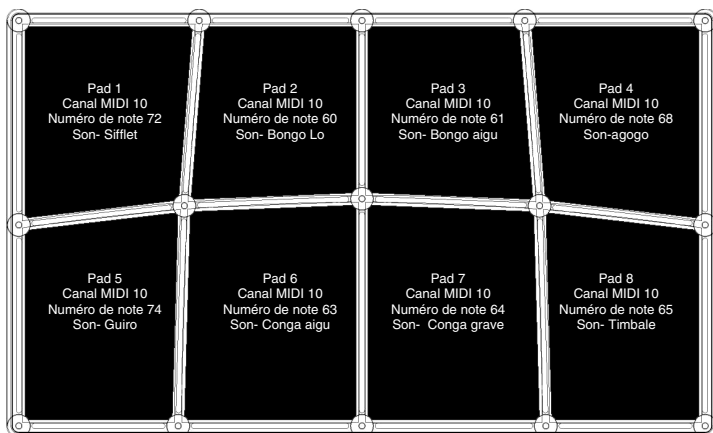 Pad 1
Canal MIDI 10
Numéro de note 72
Son- Sifflet
Pad 2
Canal MIDI 10
Numéro de note 60
Son- Bongo Lo
Pad 3
Canal MIDI 10
Numéro de note 61
Son- Bongo aigu
Pad 4
Canal MIDI 10
Numéro de note 68
Son-agogo
Pad 5
Canal MIDI 10
Numéro de note 74
Son- Guiro
Pad 6
Canal MIDI 10
Numéro de note 63
Son- Conga aigu
Pad 7
Canal MIDI 10
Numéro de note 64
Son- Conga grave
Pad 8
Canal MIDI 10
Numéro de note 65
Son- Timbale